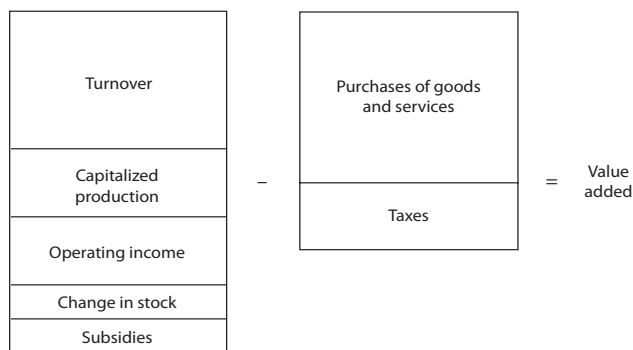 Turnover
Capitalized
production
Operating income
Change in stock
Subsidies
–
Purchases of goods
and services
Taxes
=
Value
added